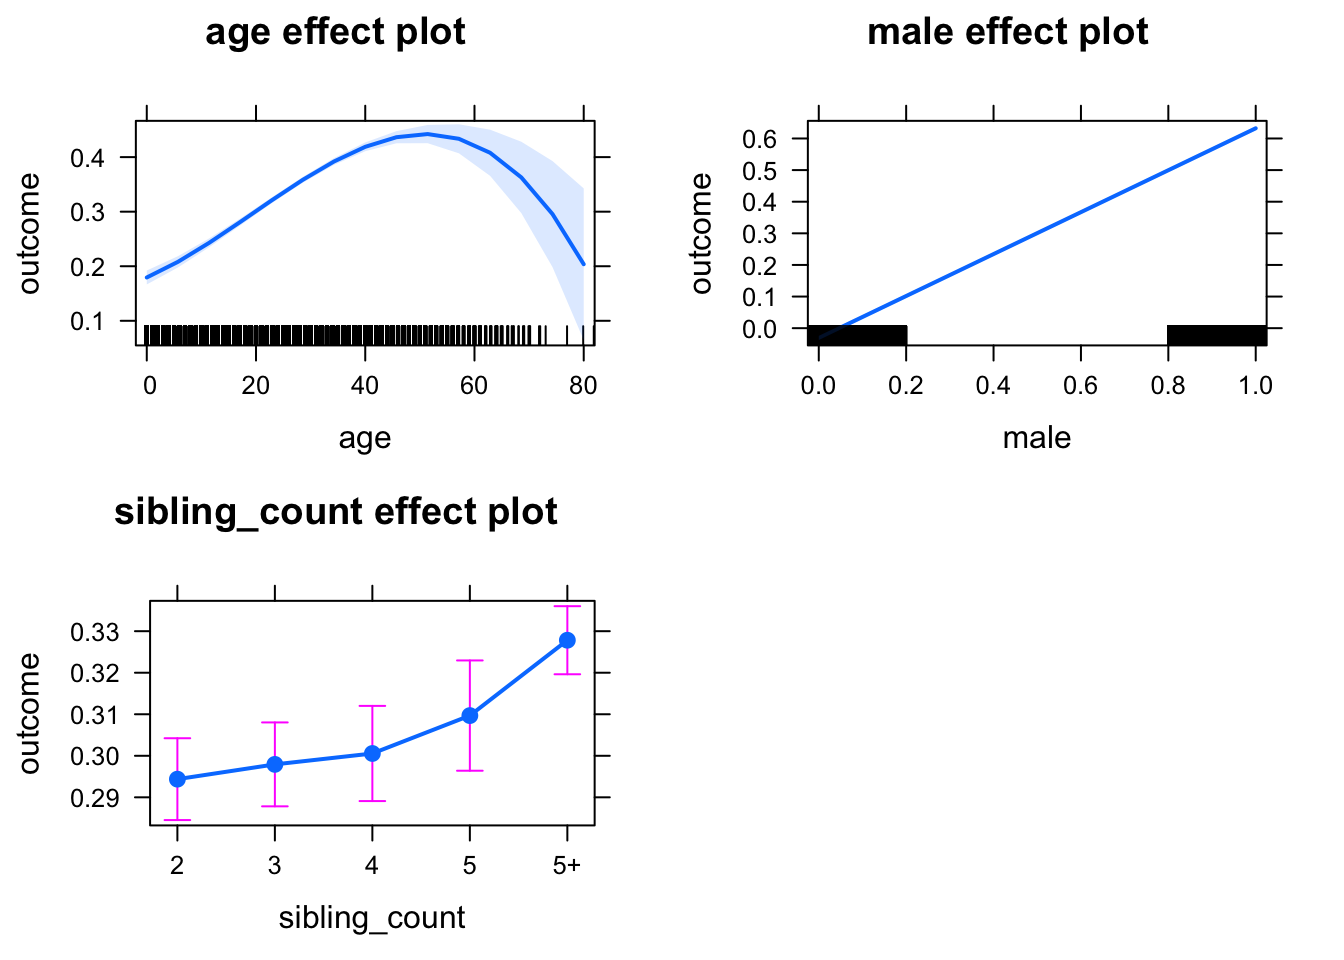 age effect plot
outcome
0.4
0.3
0.2
0.1
0 20 40 60 80
age
male effect plot
outcome
0.6
0.5
0.4
0.3
0.2
0.1
0.0
0.0 0.2 0.4 0.6 0.8 1.0
male
sibling_count effect plot
outcome
0.33
0.32
0.31
0.30
0.29
2 3 4 5 5+
sibling_count